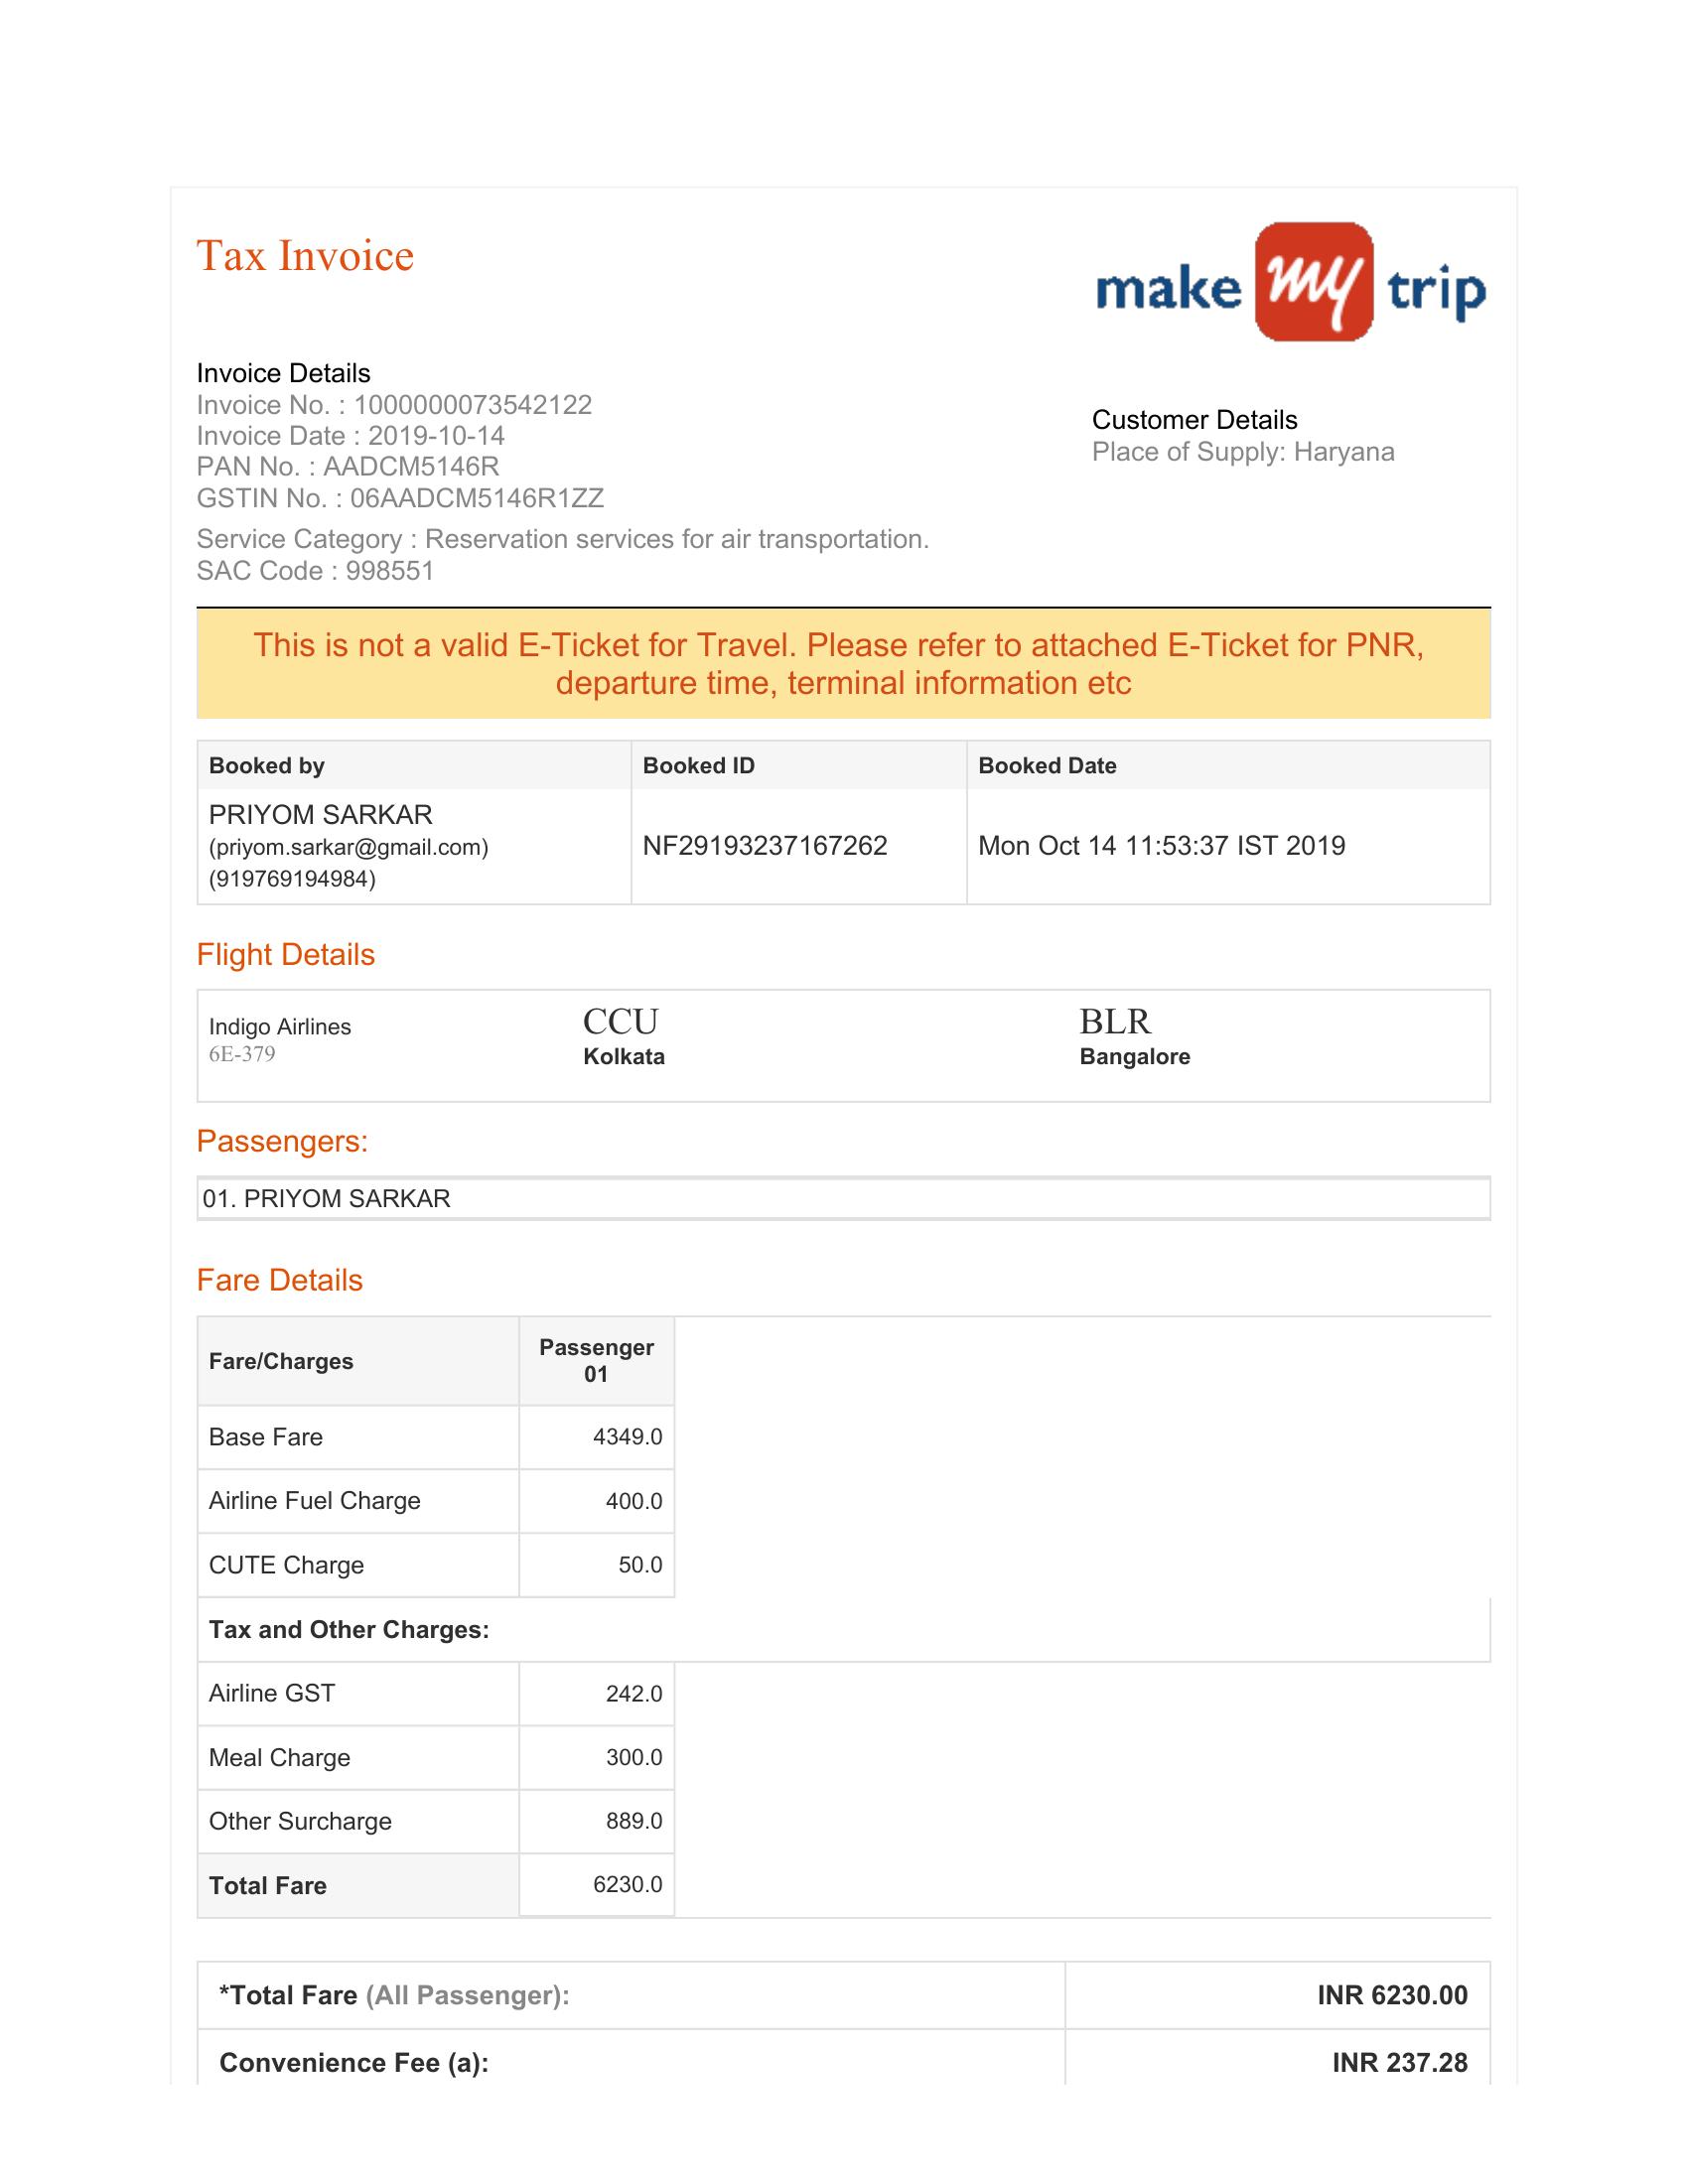 Tax Invoice
make my trip
Invoice Details
Invoice No. : 1000000073542122
Invoice Date : 2019-10-14
PAN No. : AADCM5146R
GSTIN No. : 06AADCM5146R1ZZ
Service Category : Reservation services for air transportation.
SAC Code : 998551
Customer Details
Place of Supply: Haryana
This is not a valid E-Ticket for Travel. Please refer to attached E-Ticket for PNR,
departure time, terminal information etc
Booked by Booked ID Booked Date
PRIYOM SARKAR
(priyom.sarkar@gmail.com)
(919769194984)
NF29193237167262
Mon Oct 14 11:53:37 IST 2019
Flight Details
Indigo Airlines
6E-379
CCU
Kolkata
BLR
Bangalore
Passengers:
01. PRIYOM SARKAR
Fare Details
Fare/Charges
Passenger
01
Base Fare 4349.0
Airline Fuel Charge 400.0
CUTE Charge 50.0
Tax and Other Charges:
Airline GST 242.0
Meal Charge 300.0
Other Surcharge 889.0
Total Fare 6230.0
*Total Fare (All Passenger): INR 6230.00
Convenience Fee (a): INR 237.28